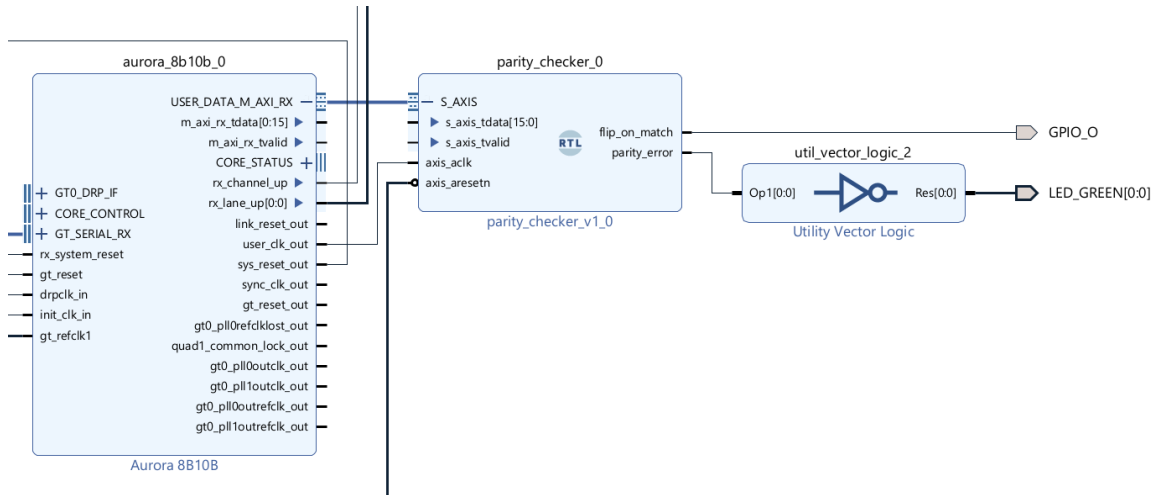 aurora_8b10b_0
USER_DATA_M_AXI_RX
m_axi_rx_tdata[0:15]
m_axi_rx_tvalid
CORE_STATUS
rx_channel_up
rx_lane_up[0:0]
link_reset_out
user_clk_out
sys_reset_out
sync_clk_out
gt_reset_out
gt0_pll0refclklost_out
quad1_common_lock_out
gt0_pll0outclk_out
gt0_pll1outclk_out
gt0_pll0outrefclk_out
gt0_pll1outrefclk_out
GT0_DRP_IF
CORE_CONTROL
GT_SERIAL_RX
rx_system_reset
gt_reset
drpclk_in
init_clk_in
gt_refclk1
Aurora 8B10B
parity_checker_0
S_AXIS
s_axis_tdata[15:0]
s_axis_tvalid
axis_aclk
axis_aresetn
RTL
flip_on_match
parity_error
parity_checker_v1_0
util_vector_logic_2
Op1[0:0]
Res[0:0]
Utility Vector Logic
GPIO_O
LED_GREEN[0:0]